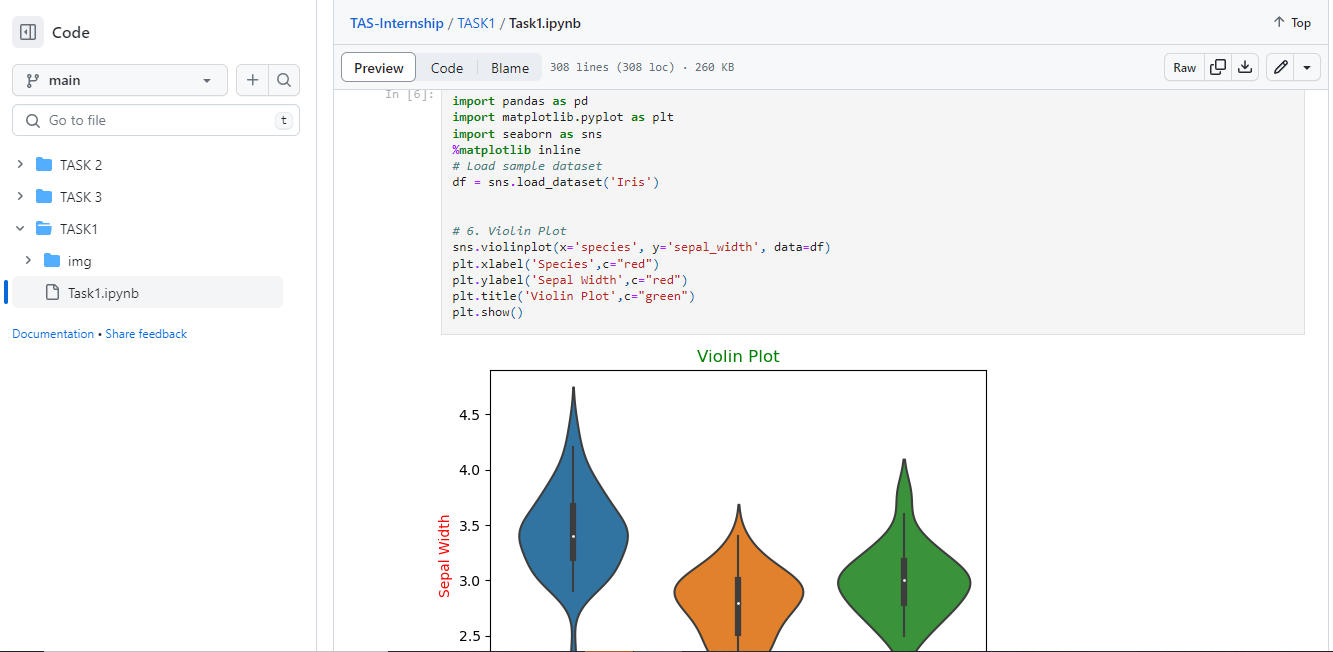 Code
main
Go to file
t
TASK 2
TASK 3
TASK1
img
Task1.ipynb
Documentation • Share feedback
TAS-Internship / TASK1 / Task1.ipynb
Top
Preview
Code
Blame
308 lines (308 loc) · 260 KB
Raw
In [6]:
import pandas as pd
import matplotlib.pyplot as plt
import seaborn as sns
%matplotlib inline
# Load sample dataset
df = sns.load_dataset('Iris')
# 6. Violin Plot
sns.violinplot(x='species', y='sepal_width', data=df)
plt.xlabel('Species',c="red")
plt.ylabel('Sepal Width',c="red")
plt.title('Violin Plot',c="green")
plt.show()
Violin Plot
4.5
4.0
3.5
3.0
2.5
Sepal Width